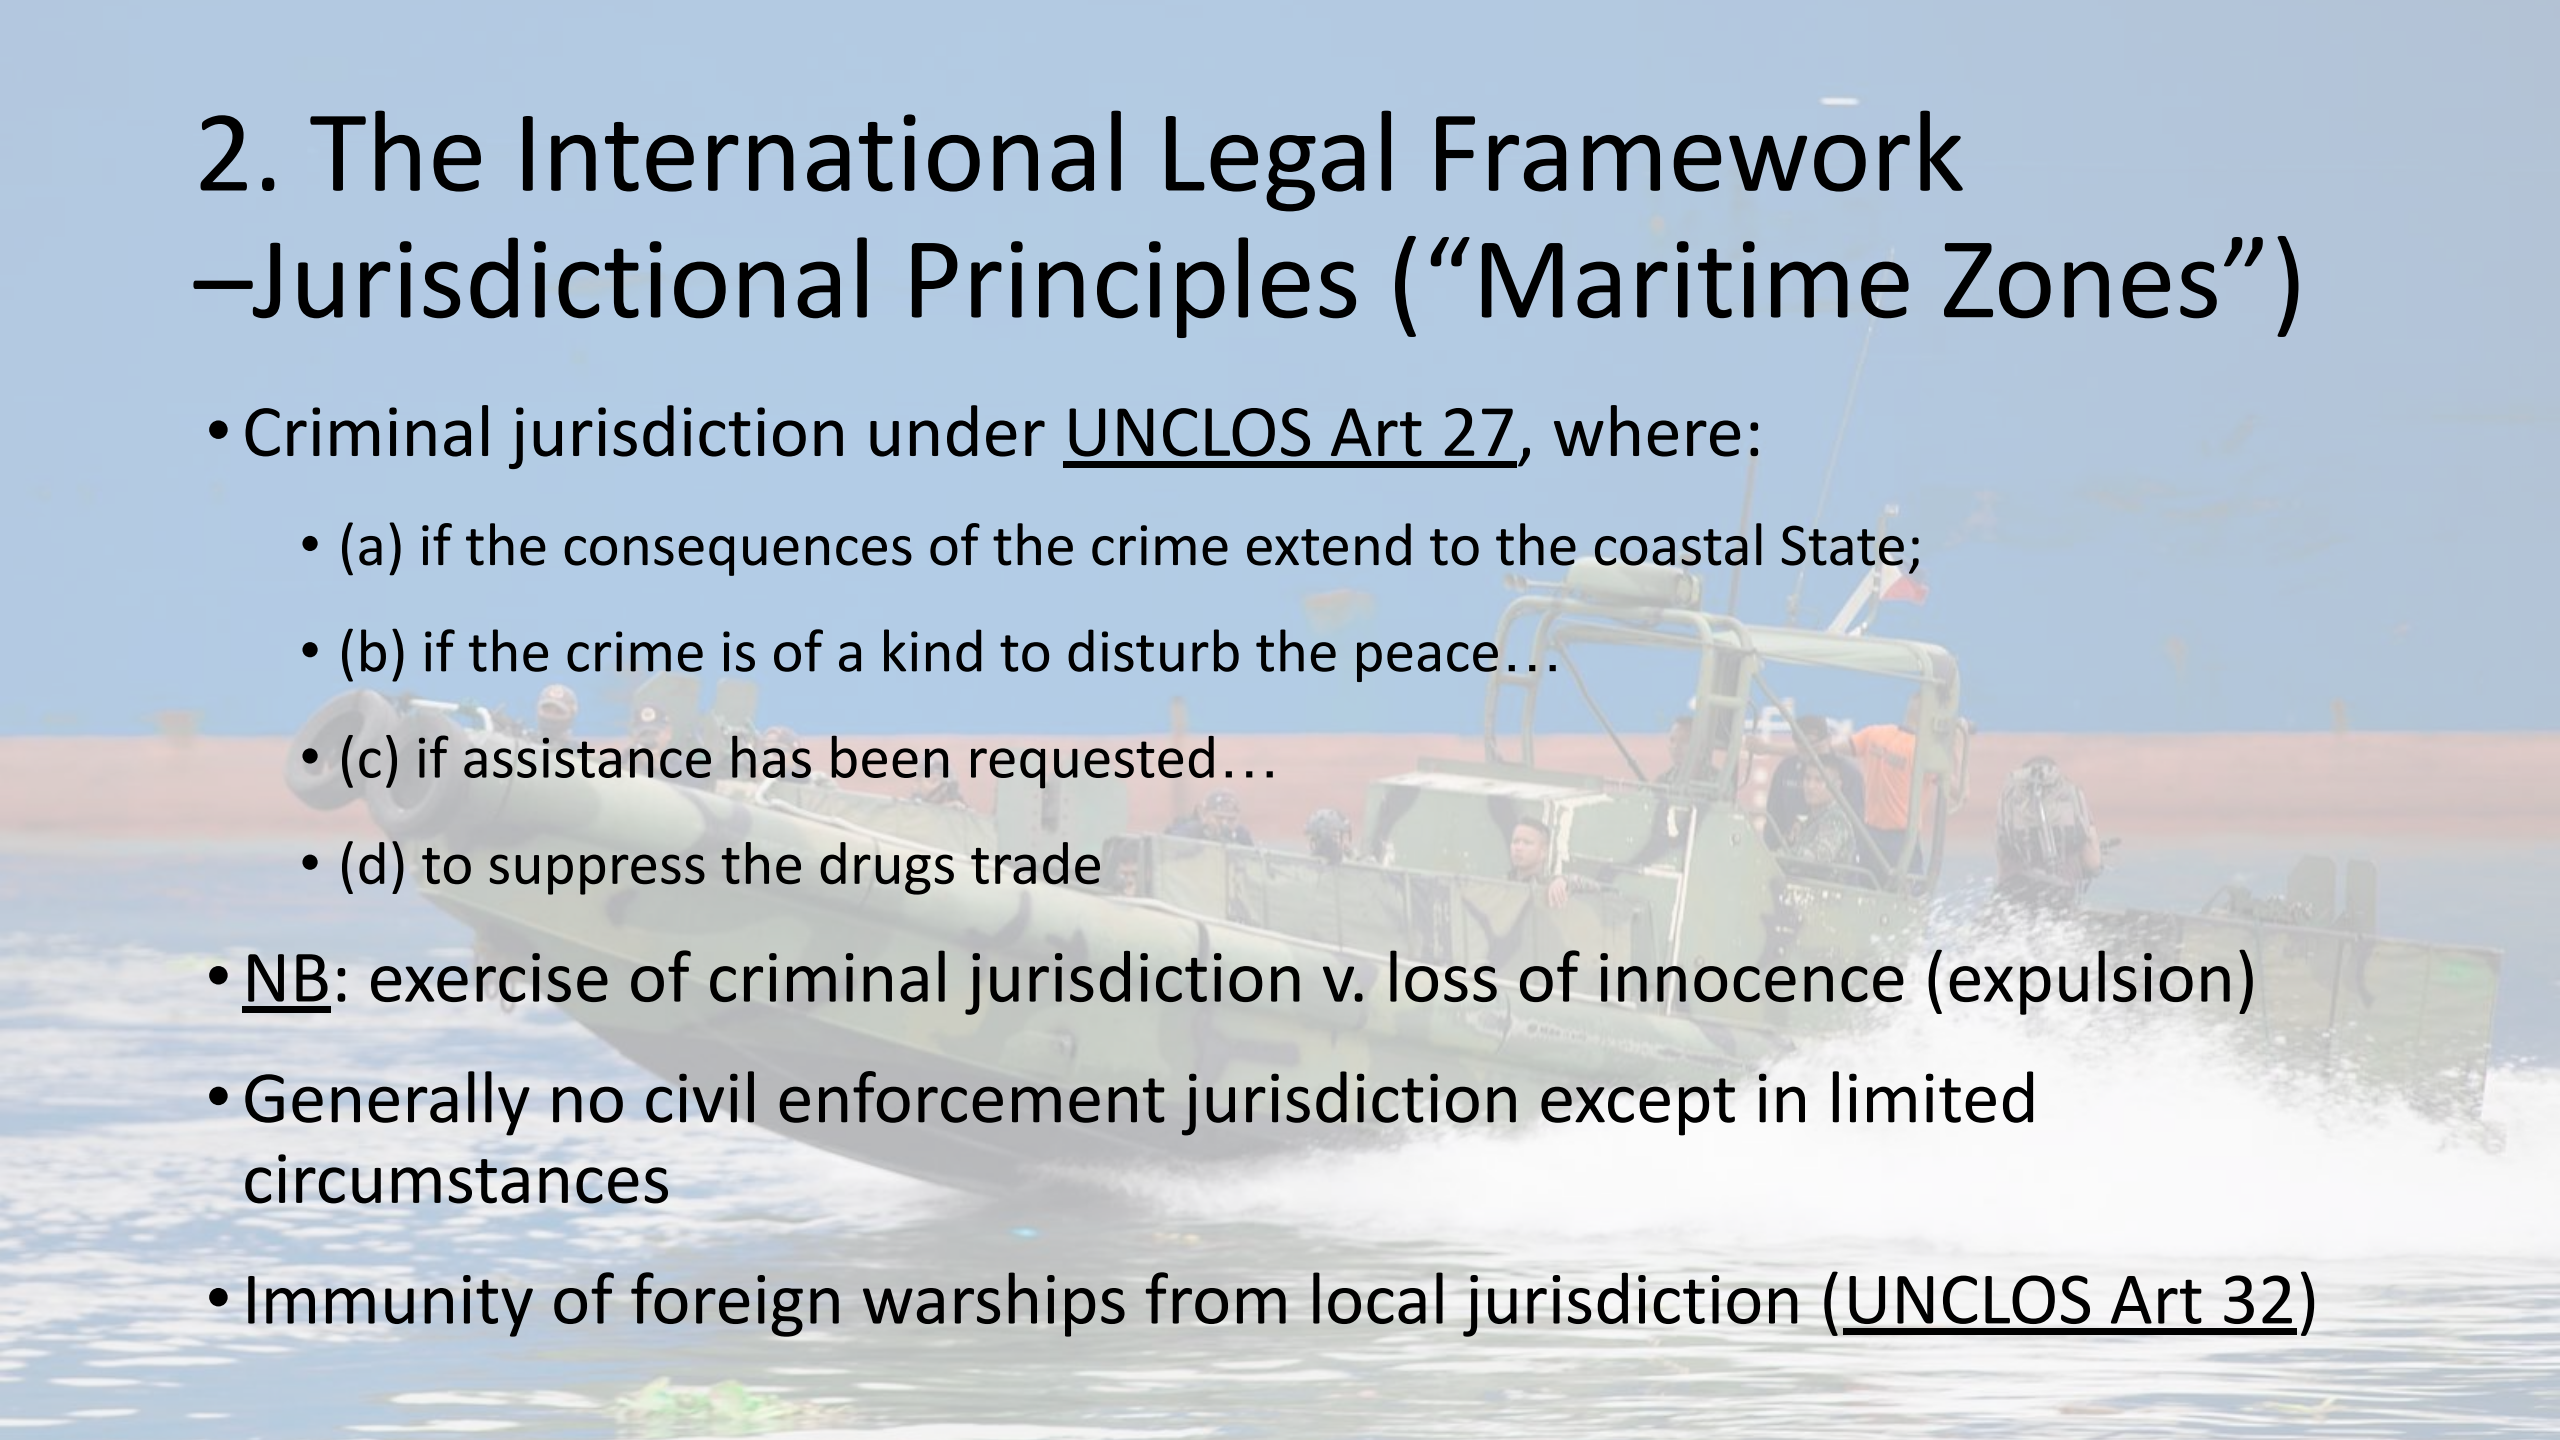 2. The International Legal Framework
–Jurisdictional Principles (“Maritime Zones”)
• Criminal jurisdiction under UNCLOS Art 27, where:
• (a) if the consequences of the crime extend to the coastal State;
• (b) if the crime is of a kind to disturb the peace…
• (c) if assistance has been requested…
• (d) to suppress the drugs trade
• NB: exercise of criminal jurisdiction v. loss of innocence (expulsion)
• Generally no civil enforcement jurisdiction except in limited
circumstances
• Immunity of foreign warships from local jurisdiction (UNCLOS Art 32)